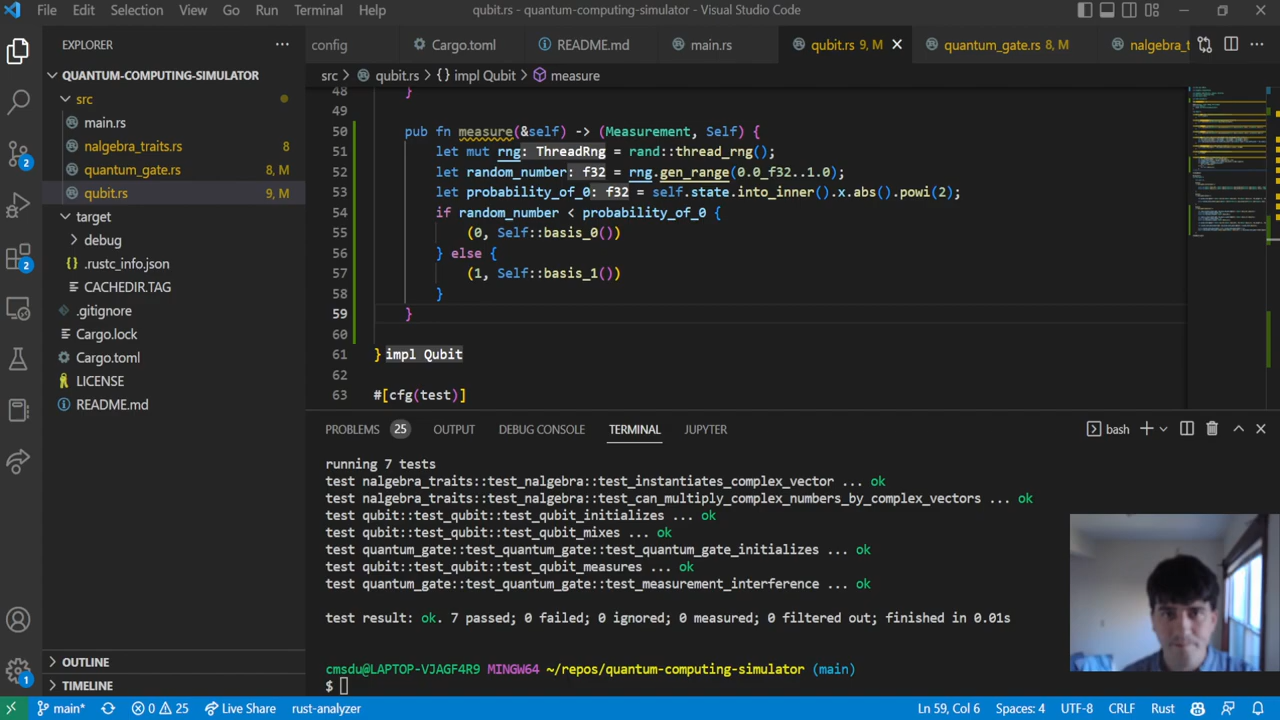 File Edit Selection View Go Run Terminal Help
qubit.rs - quantum-computing-simulator - Visual Studio Code
EXPLORER
config
Cargo.toml
README.md
main.rs
qubit.rs 9, M
quantum_gate.rs 8, M
nalgebra_t
QUANTUM-COMPUTING-SIMULATOR
src
main.rs
nalgebra_traits.rs 8
quantum_gate.rs 8, M
qubit.rs 9, M
target
debug
.rustc_info.json
CACHEDIR.TAG
.gitignore
Cargo.lock
Cargo.toml
LICENSE
README.md
OUTLINE
TIMELINE
2
2
1
src > qubit.rs > {} impl Qubit > measure
48 }
49
50 pub fn measure(&self) -> (Measurement, Self) {
51 let mut rng: ThreadRng = rand::thread_rng();
52 let random_number: f32 = rng.gen_range(0.0_f32..1.0);
53 let probability_of_0: f32 = self.state.into_inner().x.abs().powi(2);
54 if random_number < probability_of_0 {
55 (0, Self::basis_0())
56 } else {
57 (1, Self::basis_1())
58 }
59 }
60
61 } impl Qubit
62
63 #[cfg(test)]
PROBLEMS 25 OUTPUT DEBUG CONSOLE TERMINAL JUPYTER
bash
running 7 tests
test nalgebra_traits::test_nalgebra::test_instantiates_complex_vector ... ok
test nalgebra_traits::test_nalgebra::test_can_multiply_complex_numbers_by_complex_vectors ... ok
test qubit::test_qubit::test_qubit_initializes ... ok
test qubit::test_qubit::test_qubit_mixes ... ok
test quantum_gate::test_quantum_gate::test_quantum_gate_initializes ... ok
test qubit::test_qubit::test_qubit_measures ... ok
test quantum_gate::test_quantum_gate::test_measurement_interference ... ok
test result: ok. 7 passed; 0 failed; 0 ignored; 0 measured; 0 filtered out; finished in 0.01s
cmsdu@LAPTOP-VJAGF4R9 MINGW64 ~/repos/quantum-computing-simulator (main)
$
main* 0 25 Live Share rust-analyzer
Ln 59, Col 6 Spaces: 4 UTF-8 CRLF Rust